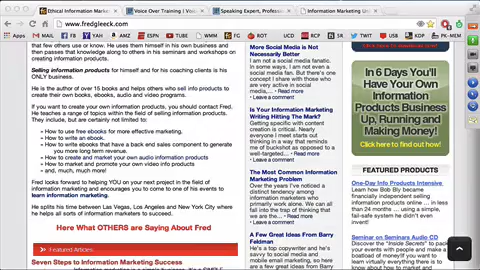 Ethical Information Market
Voice Over Training | Voic
Speaking Expert, Profession
Information Marketing Gro
www.fredgleeck.com
that few others use or know. He uses them himself in his own business and
then passes that knowledge along to others in his seminars and workshops on
creating information products.
Selling information products for himself and for his coaching clients is his
ONLY business.
He is the author of over 15 books and helps others who sell info products to
create their own books, ebooks, audio and video programs.
If you want to create your own information products, you should contact Fred.
He teaches a range of topics within the field of selling information products.
They include, but are certainly not limited to:
• How to use free ebooks for more effective marketing,
• How to write an ebook.
• How to write ebooks that have a back end sales component to generate
you more long term revenue.
• How to create and market your own audio information products
• How to market and promote your own video info products
• and, much, much more!
Fred looks forward to helping YOU on your next project in the field of
information marketing and encourages you to come to one of his events to
learn information marketing.
He splits his time between Las Vegas, Los Angeles and New York City where
he helps all sorts of information marketers to succeed.
Here What OTHERS are Saying About Fred
Featured Articles:
Seven Steps to Information Marketing Success
More Social Media is Not
Necessarily Better
I am not a social media fanatic.
In some ways, I am not even a
social media fan. But there's one
concept I share with those who
are very active in social
media... - Read more
• Leave a comment
Is Your Information Marketing
Writing Hitting The Mark?
Getting specific with content
creation is critical. Nearly
everyone I meet starts out
thinking in a way that reminds
me of buckshot as opposed to a
well-targeted... - Read more
• Leave a comment
The Most Common Information
Marketing Problem
Over the years I've noticed a
distinct tendency among
information marketers who
primarily work alone. We can all
fall into the trap of thinking that
we are the... - Read more
• Leave a comment
A Few Great Ideas From Barry
Feldman
He's a top copywriter and he's
savvy to social media and
mobile email marketing, so here
are a few great ideas from Barry
In 6 Days You'll
Have Your Own
Information
Products Business
Up, Running and
Making Money!
Click here to find out how!
FEATURED PRODUCTS
One-Day Info Products Intensive
Learn how Bob Bly became
financially independent selling
information products online ... in less
than 24 months ... using a simple,
fail-safe system he didn't even
invent!
Seminar on Seminars Audio CD
Discover the "Inside Secrets" to pack
your events with people and make a
boatload of money!